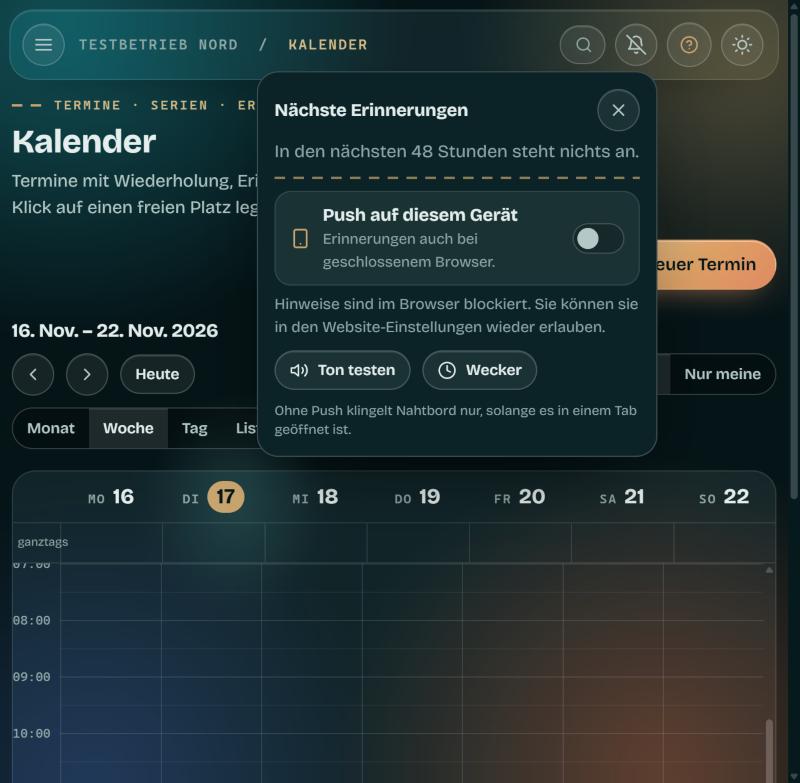 TESTBETRIEB NORD / KALENDER
TERMINE · SERIEN ·
Kalender
Termine mit Wiederholung,
Klick auf einen freien Platz
Nächste Erinnerungen
In den nächsten 48 Stunden steht nichts an.
Push auf diesem Gerät
Erinnerungen auch bei
geschlossenem Browser.
Hinweise sind im Browser blockiert. Sie können sie
in den Website-Einstellungen wieder erlauben.
Ton testen
Wecker
Ohne Push klingelt Nahtbord nur, solange es in einem Tab
geöffnet ist.
Termin
16. Nov. – 22. Nov. 2026
Heute
Nur meine
Monat
Woche
Tag
MO 16
DI 17
MI 18
DO 19
FR 20
SA 21
SO 22
ganztags
07:00
08:00
09:00
10:00